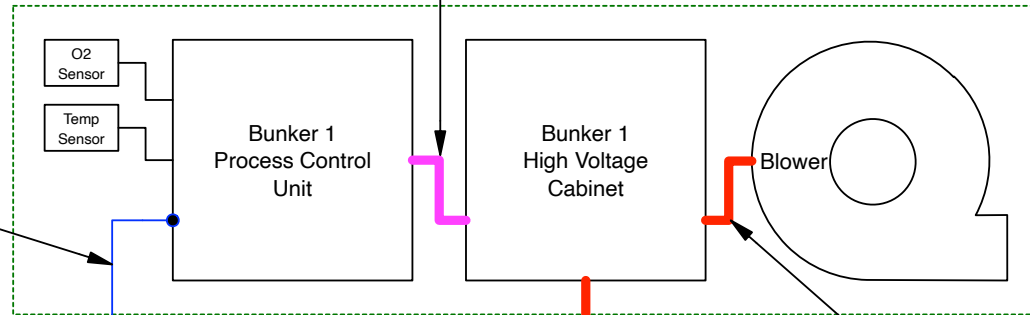 O2
Sensor
Temp
Sensor
Bunker 1
Process Control
Unit
Bunker 1
High Voltage
Cabinet
Blower